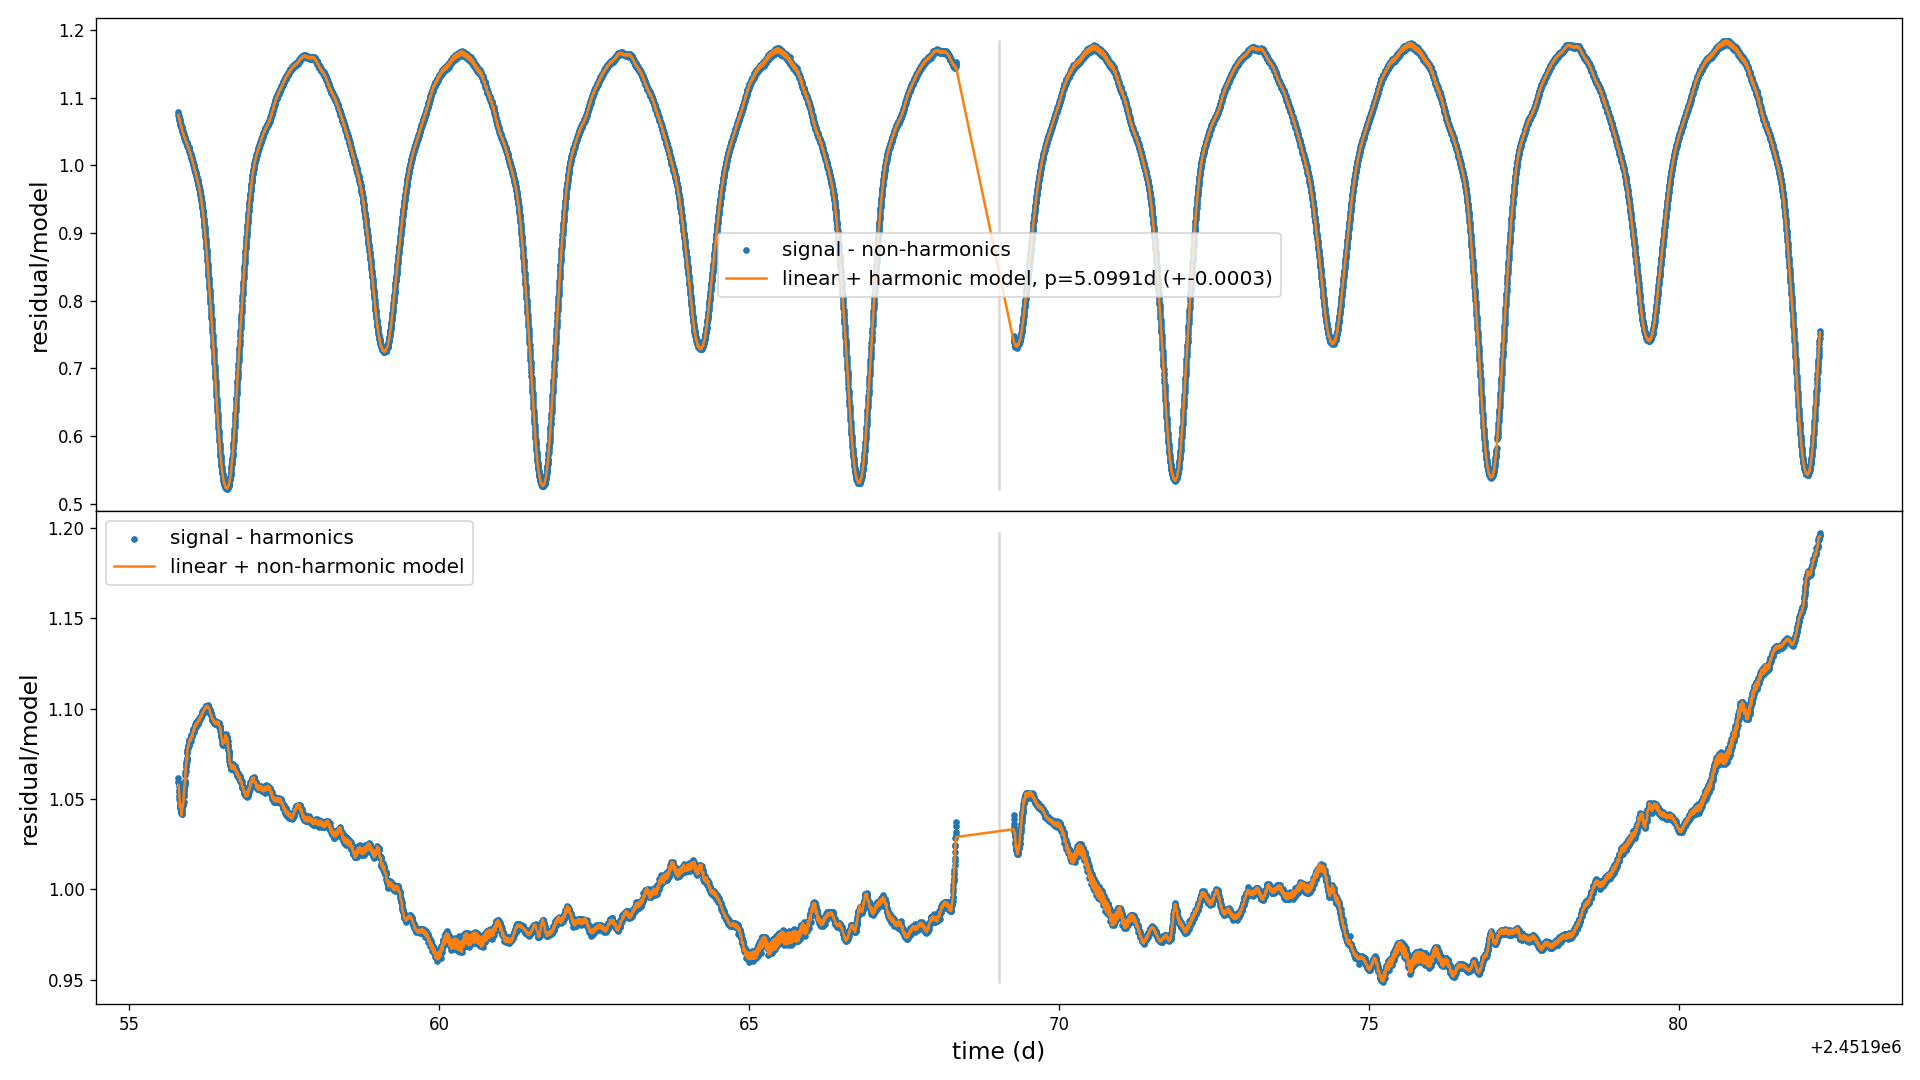 1.2
1.1
1.0
0.9
0.8
0.7
0.6
0.5
residual/model
signal - non-harmonics
linear + harmonic model, p=5.0991d (+-0.0003)
1.20
1.15
1.10
1.05
1.00
0.95
residual/model
signal - harmonics
linear + non-harmonic model
55 60 65 70 75 80
time (d)
+2.4519e6